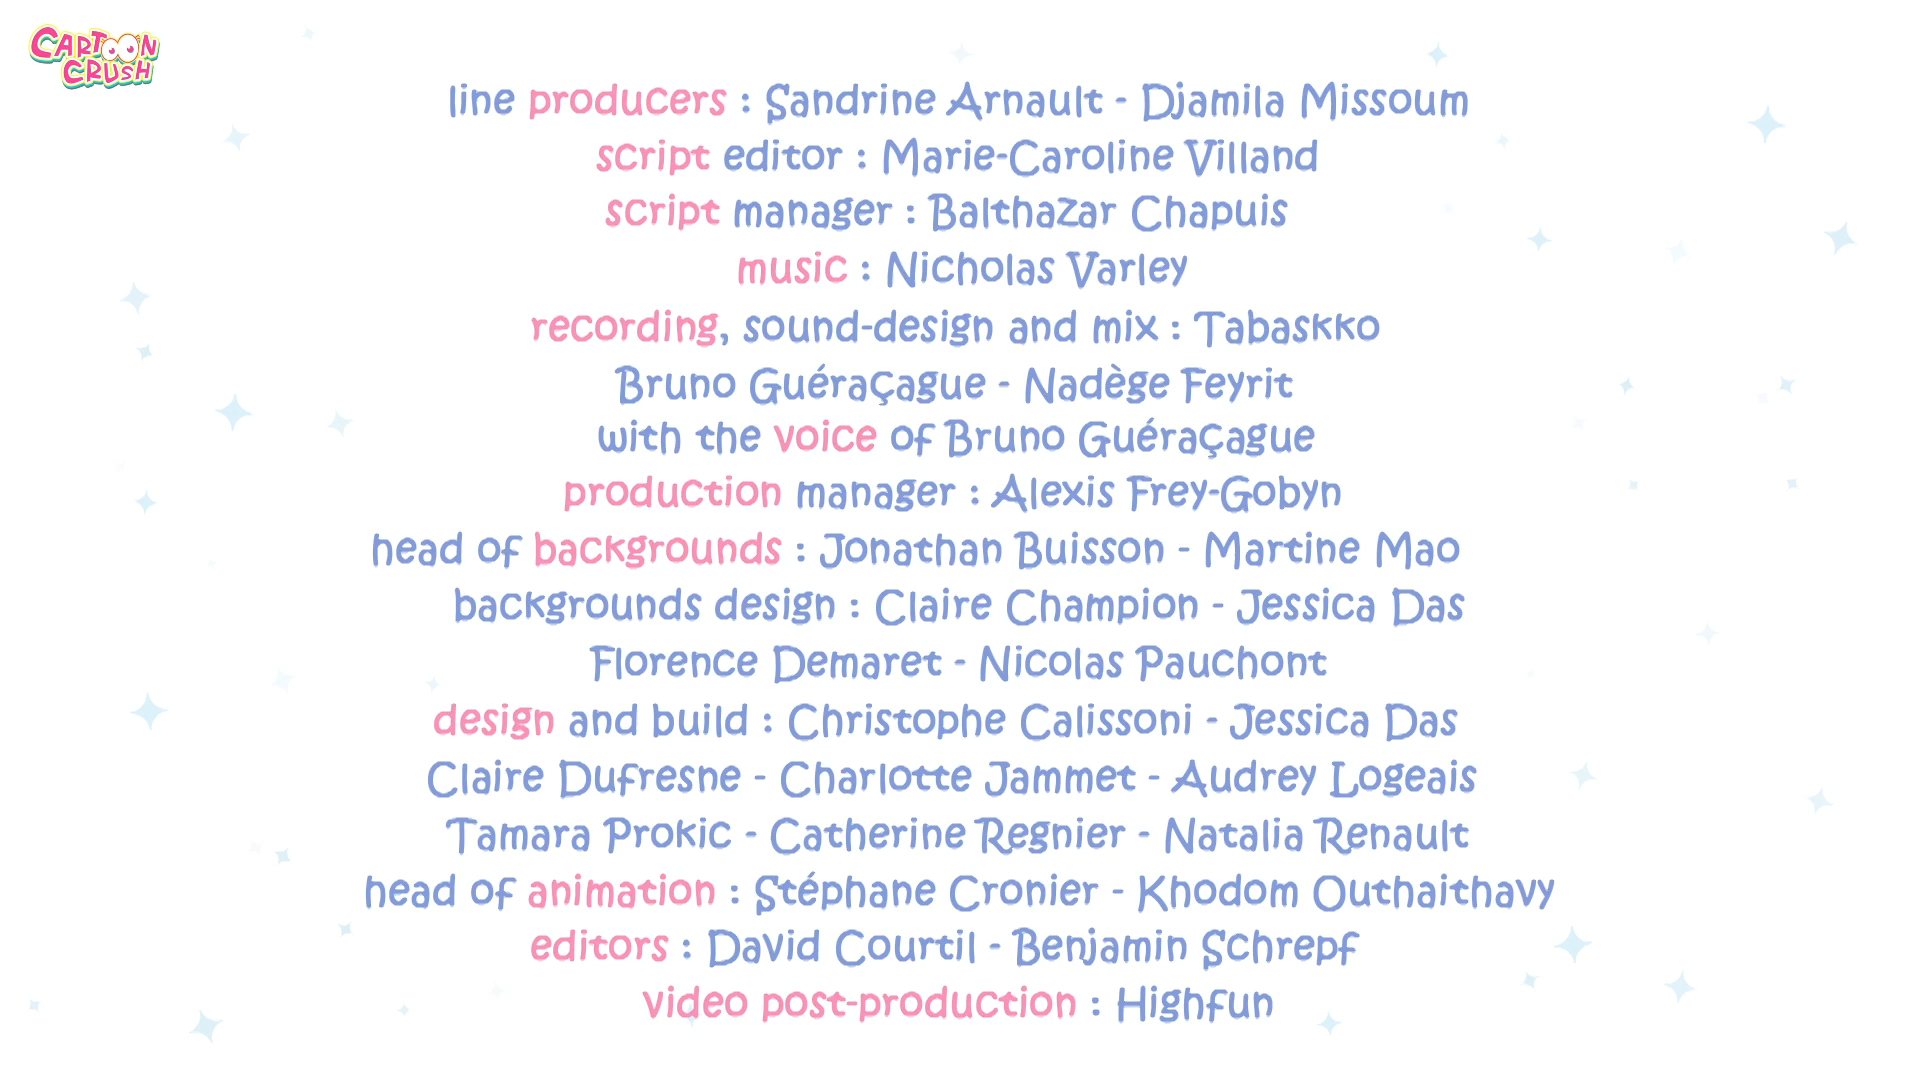 CARTOON
CRUSH
line producers : Sandrine Arnault - Djamila Missoum
script editor : Marie-Caroline Villand
script manager : Balthazar Chapuis
music : Nicholas Varley
recording, sound-design and mix : Tabaskko
Bruno Guéraçague - Nadège Feyrit
with the voice of Bruno Guéraçague
production manager : Alexis Frey-Gobyn
head of backgrounds : Jonathan Buisson - Martine Mao
backgrounds design : Claire Champion - Jessica Das
Florence Demaret - Nicolas Pauchont
design and build : Christophe Calissoni - Jessica Das
Claire Dufresne - Charlotte Jammet - Audrey Logeais
Tamara Prokic - Catherine Regnier - Natalia Renault
head of animation : Stéphane Cronier - Khodom Outhaithavy
editors : David Courtil - Benjamin Schrepf
video post-production : Highfun